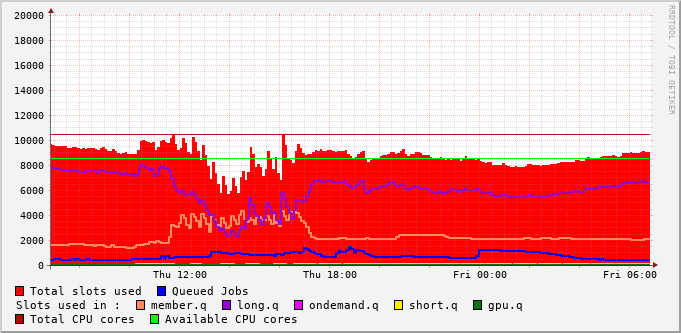 20000
18000
16000
14000
12000
10000
8000
6000
4000
2000
0
Thu 12:00 Thu 18:00 Fri 00:00 Fri 06:00
RRDTOOL / TOBI OETIKER
Total slots used Queued Jobs
Slots used in : member.q long.q ondemand.q short.q gpu.q
Total CPU cores Available CPU cores